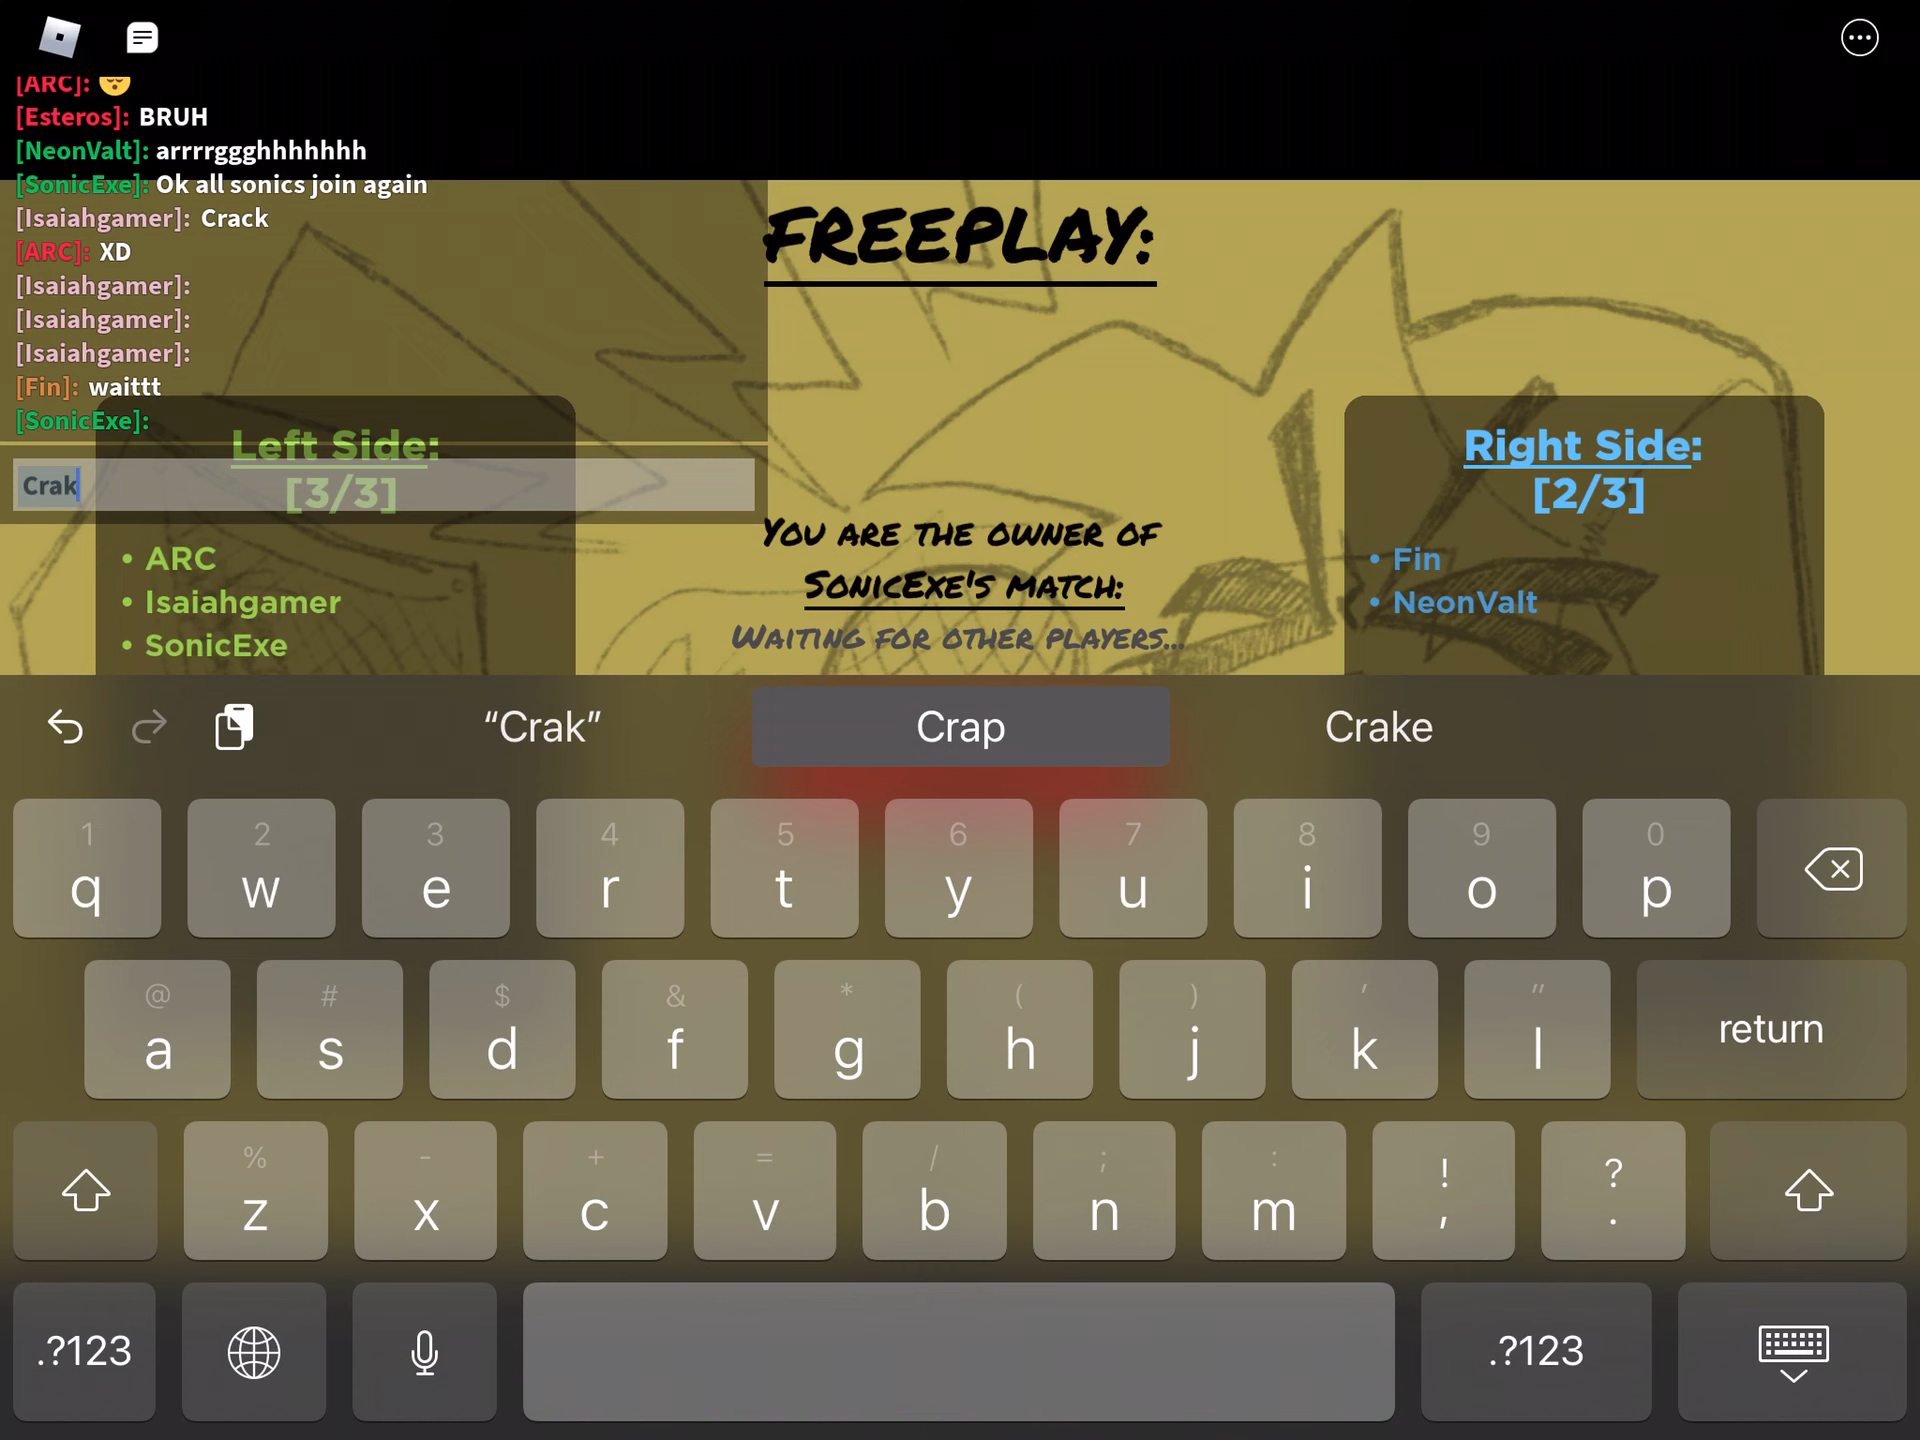 [ARC]: 😴
[Esteros]: BRUH
[NeonValt]: arrrrggghhhhhhh
[SonicExe]: Ok all sonics join again
[Isaiahgamer]: Crack
[ARC]: XD
[Isaiahgamer]:
[Isaiahgamer]:
[Isaiahgamer]:
[Fin]: waittt
[SonicExe]:
Crak
FREEPLAY:
Left Side:
[3/3]
• ARC
• Isaiahgamer
• SonicExe
You are the owner of
SonicExe's match:
Waiting for other players...
Right Side:
[2/3]
• Fin
• NeonValt
“Crak” Crap Crake
1 2 3 4 5 6 7 8 9 0
q w e r t y u i o p
@ # $ & * ( ) ' "
a s d f g h j k l return
% - + = / ; : ! ?
z x c v b n m , .
.?123 .?123